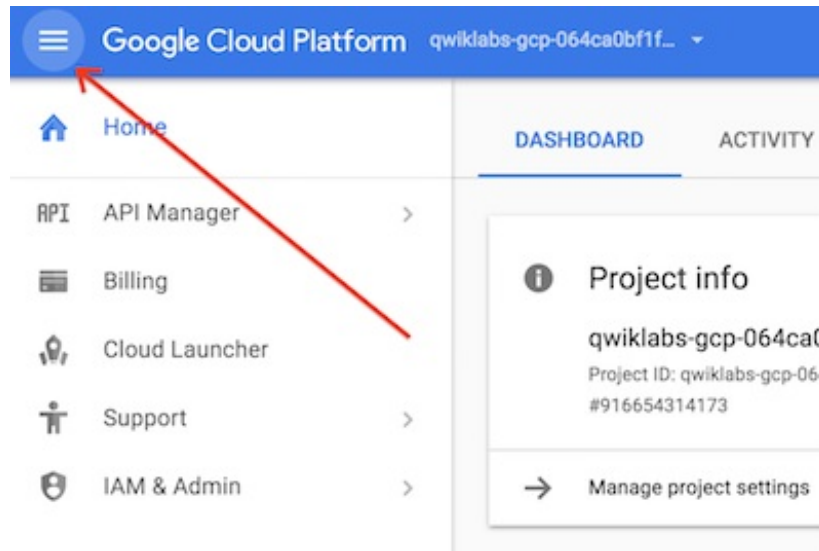 Google Cloud Platform qwiklabs-gcp-064ca0bf1f...
Home
DASHBOARD ACTIVITY
API API Manager
Billing
Cloud Launcher
Support
IAM & Admin
Project info
qwiklabs-gcp-064ca0
Project ID: qwiklabs-gcp-06
#916654314173
Manage project settings